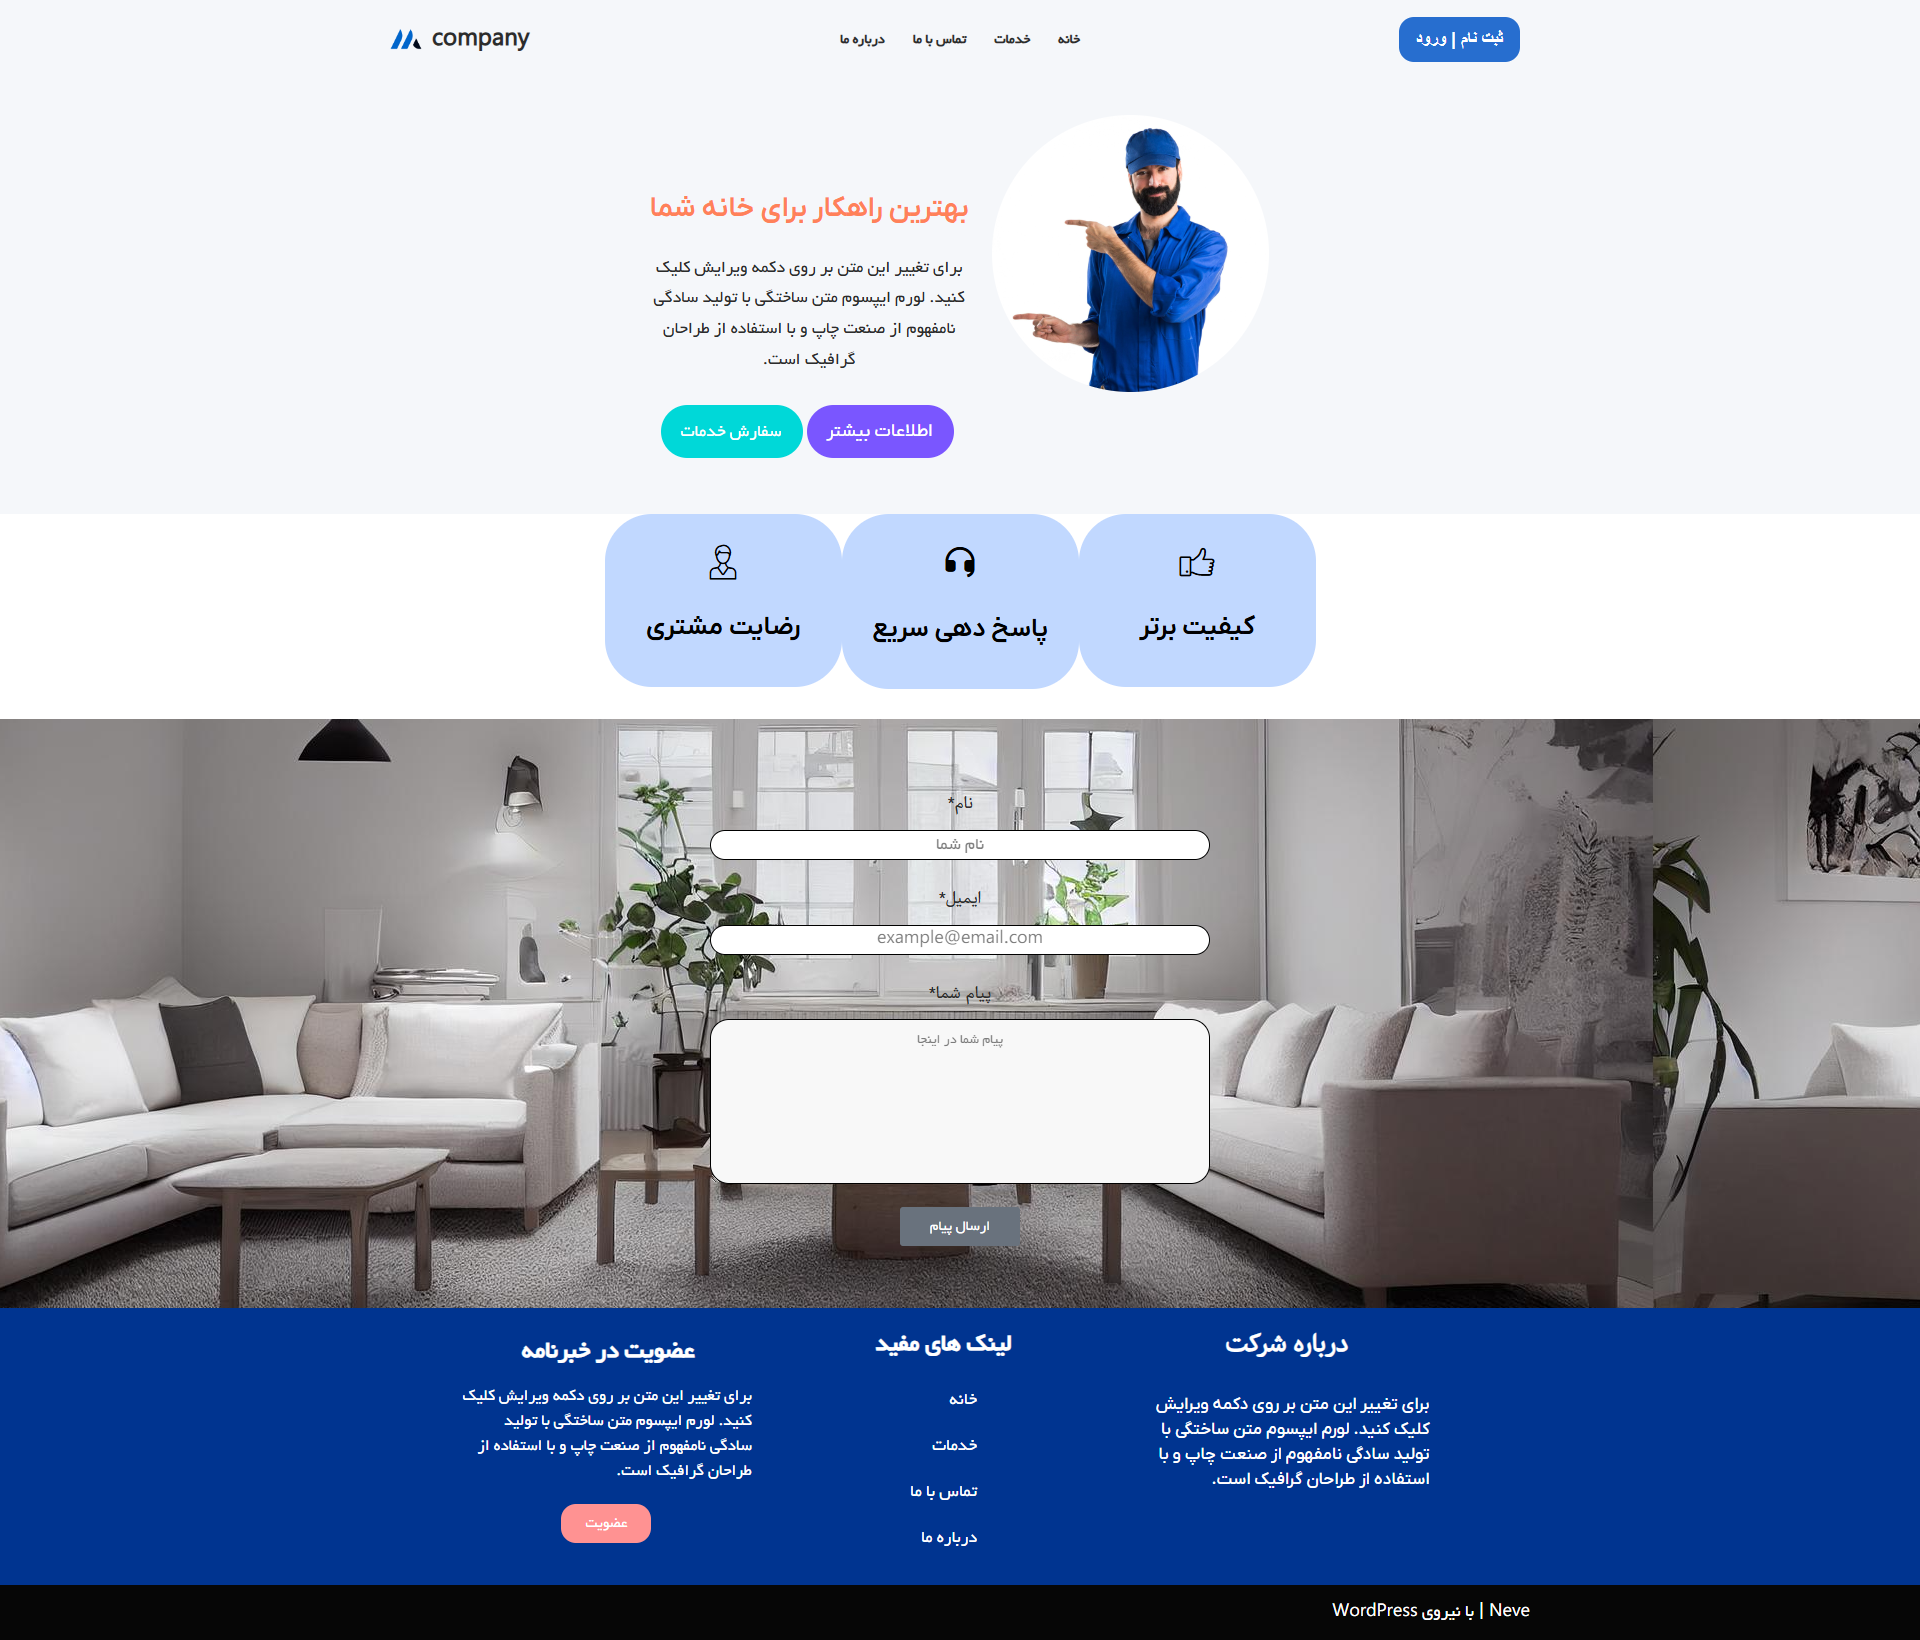 ثبت نام | ورود
خانه
خدمات
تماس با ما
درباره ما
company
بهترین راهکار برای خانه شما
برای تغییر این متن بر روی دکمه ویرایش کلیک
کنید. لورم ایپسوم متن ساختگی با تولید سادگی
نامفهوم از صنعت چاپ و با استفاده از طراحان
گرافیک است.
اطلاعات بیشتر
سفارش خدمات
کیفیت برتر
پاسخ دهی سریع
رضایت مشتری
نام*
نام شما
ایمیل*
example@email.com
پیام شما*
پیام شما در اینجا
ارسال پیام
درباره شرکت
برای تغییر این متن بر روی دکمه ویرایش
کلیک کنید. لورم ایپسوم متن ساختگی با
تولید سادگی نامفهوم از صنعت چاپ و با
استفاده از طراحان گرافیک است.
لینک های مفید
خانه
خدمات
تماس با ما
درباره ما
عضویت در خبرنامه
برای تغییر این متن بر روی دکمه ویرایش کلیک
کنید. لورم ایپسوم متن ساختگی با تولید
سادگی نامفهوم از صنعت چاپ و با استفاده از
طراحان گرافیک است.
عضویت
Neve | با نیروی WordPress